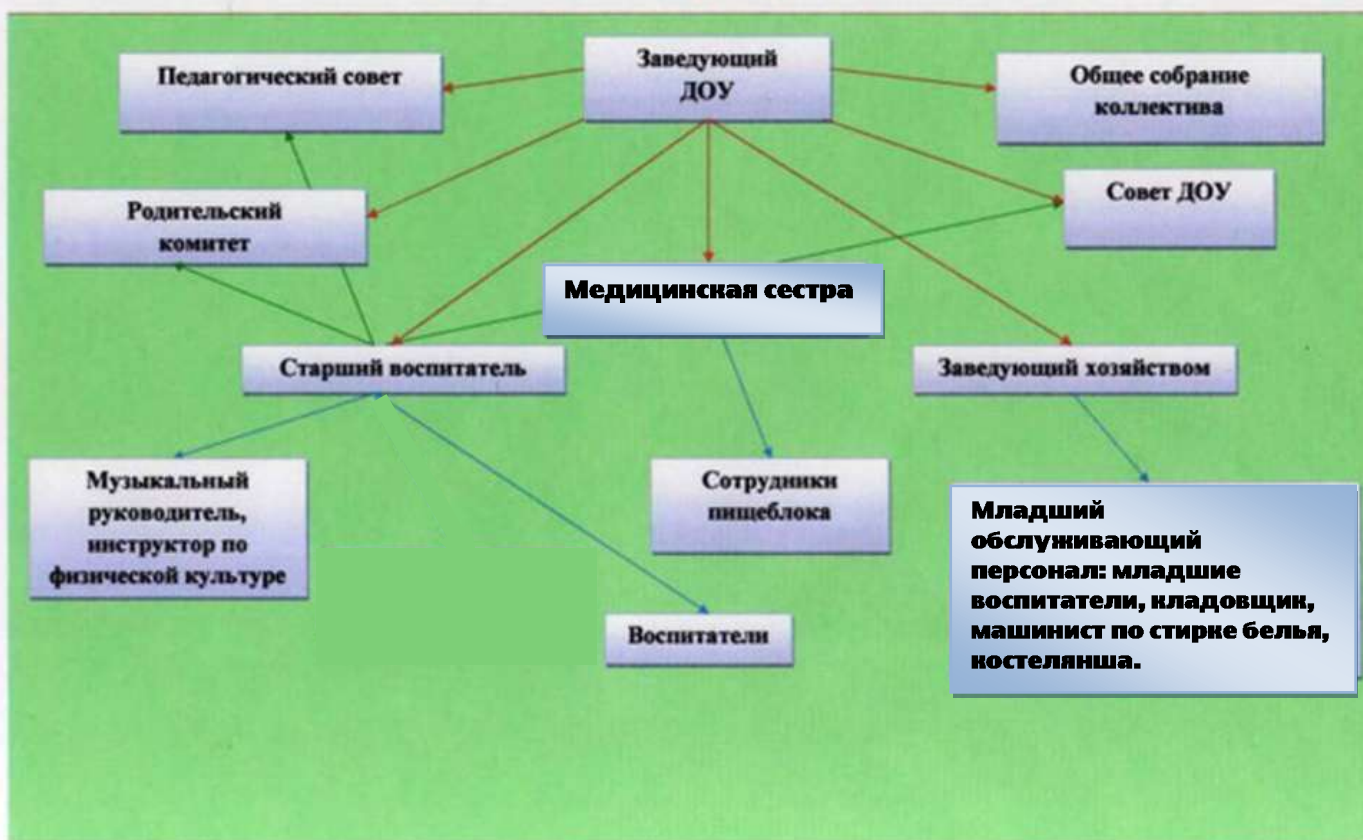 Заведующий
ДОУ
Педагогический совет
Общее собрание
коллектива
Родительский
комитет
Совет ДОУ
Медицинская сестра
Старший воспитатель
Заведующий хозяйством
Музыкальный
руководитель,
инструктор по
физической культуре
Сотрудники
пищеблока
Младший
обслуживающий
персонал: младшие
воспитатели, кладовщик,
машинист по стирке белья,
костелянша.
Воспитатели